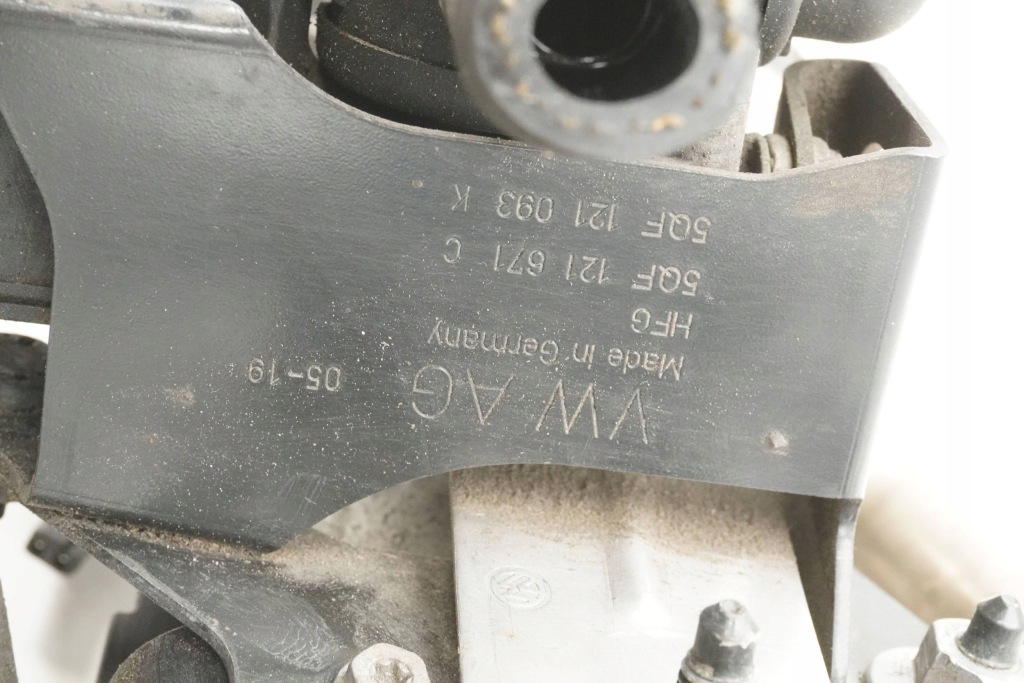 VW AG
05-19
Made in Germany
HFG
5QF 121 671 C
5QF 121 093 K